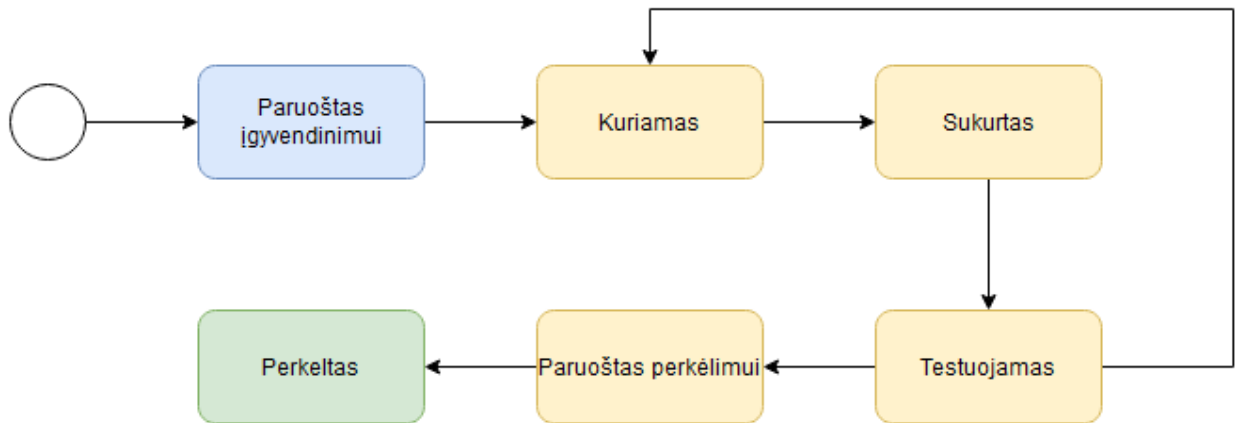 Paruoštas
įgyvendinimui
Kuriamas
Sukurtas
Perkeltas
Paruoštas perkėlimui
Testuojamas